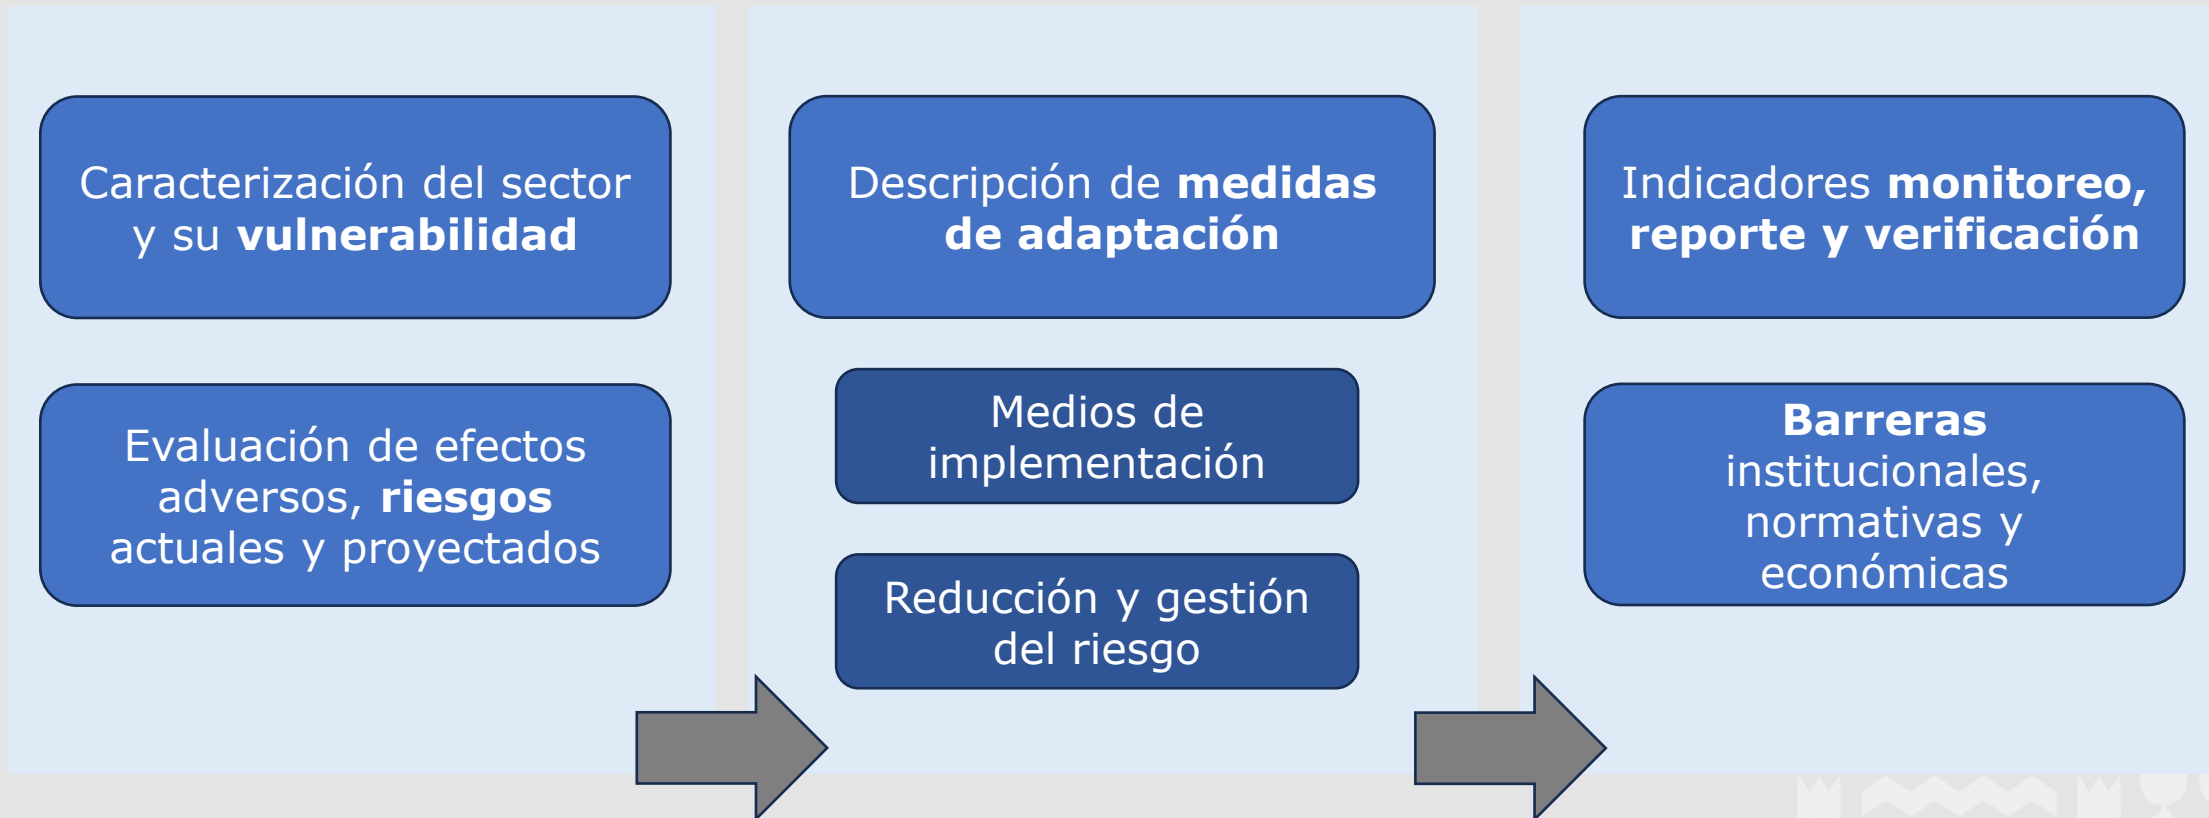 Caracterización del sector
y su vulnerabilidad
Evaluación de efectos
adversos, riesgos
actuales y proyectados
Descripción de medidas
de adaptación
Medios de
implementación
Reducción y gestión
del riesgo
Indicadores monitoreo,
reporte y verificación
Barreras
institucionales,
normativas y
económicas